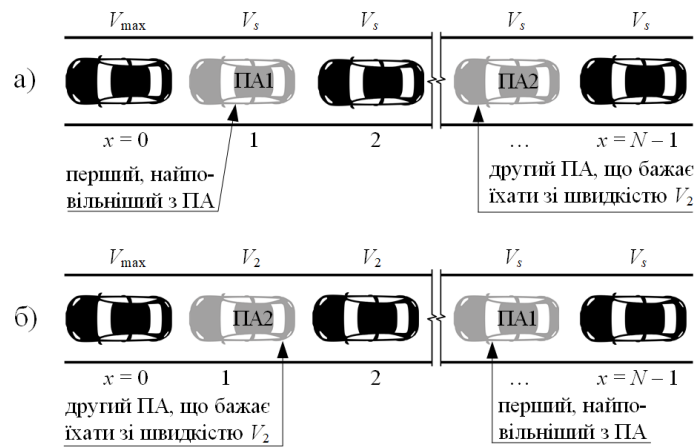 V_max V_s V_s V_s V_s
а) ПА1 ПА2
x = 0 1 2 … x = N – 1
перший, найпо-
вільніший з ПА
другий ПА, що бажає
їхати зі швидкістю V_2
V_max V_2 V_2 V_s V_s
б) ПА2 ПА1
x = 0 1 2 … x = N – 1
другий ПА, що бажає
їхати зі швидкістю V_2
перший, найпо-
вільніший з ПА